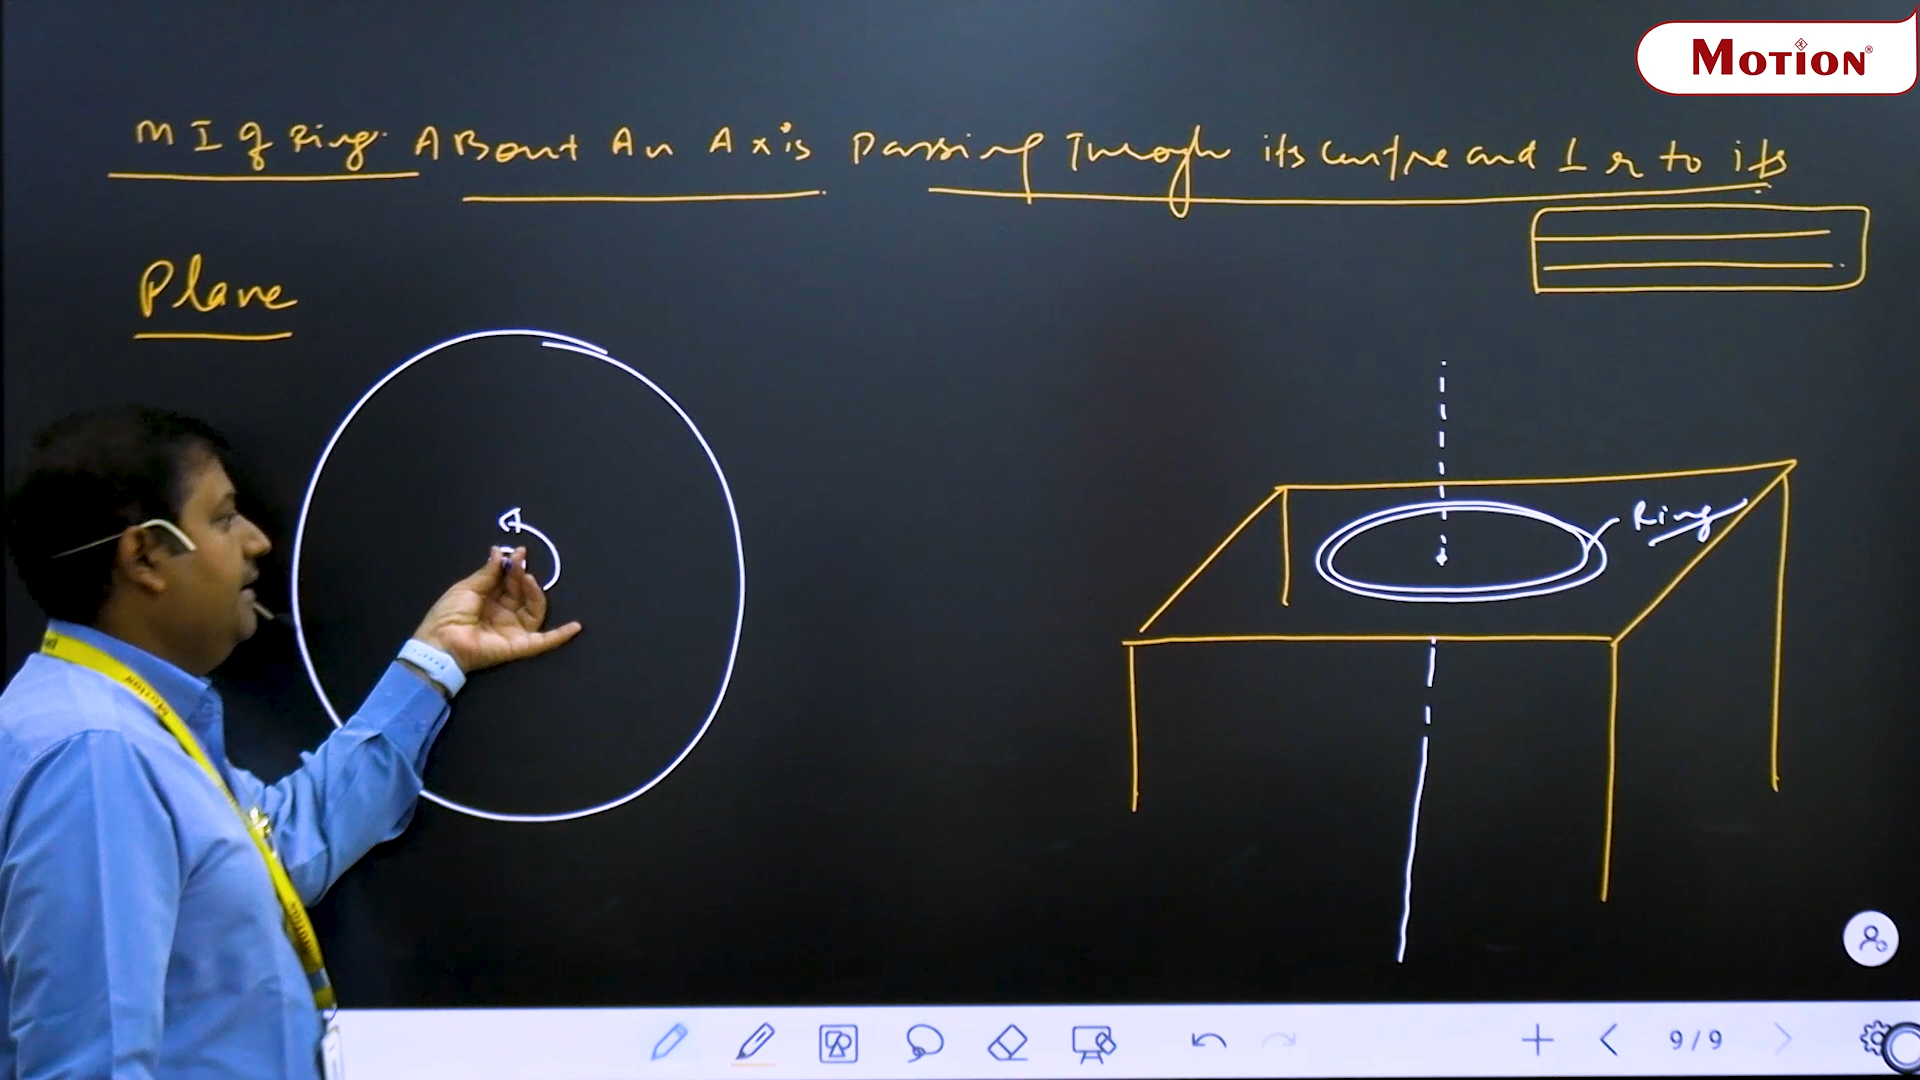 MOTION®
M I of Ring About An Axis Passing Through its Centre and ⊥ r to its
Plane
Ring
9/9